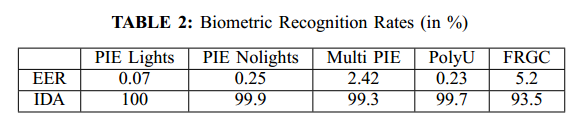 TABLE 2: Biometric Recognition Rates (in %)
PIE Lights PIE Nolights Multi PIE PolyU FRGC
EER 0.07 0.25 2.42 0.23 5.2
IDA 100 99.9 99.3 99.7 93.5